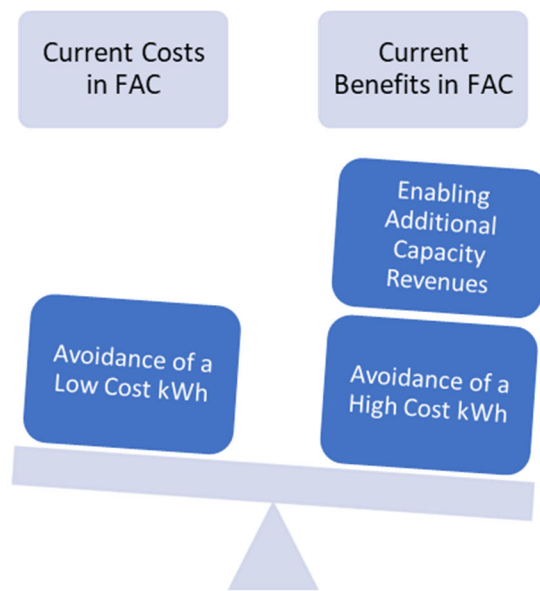 Current Costs
in FAC
Current
Benefits in FAC
Enabling
Additional
Capacity
Revenues
Avoidance of a
Low Cost kWh
Avoidance of a
High Cost kWh